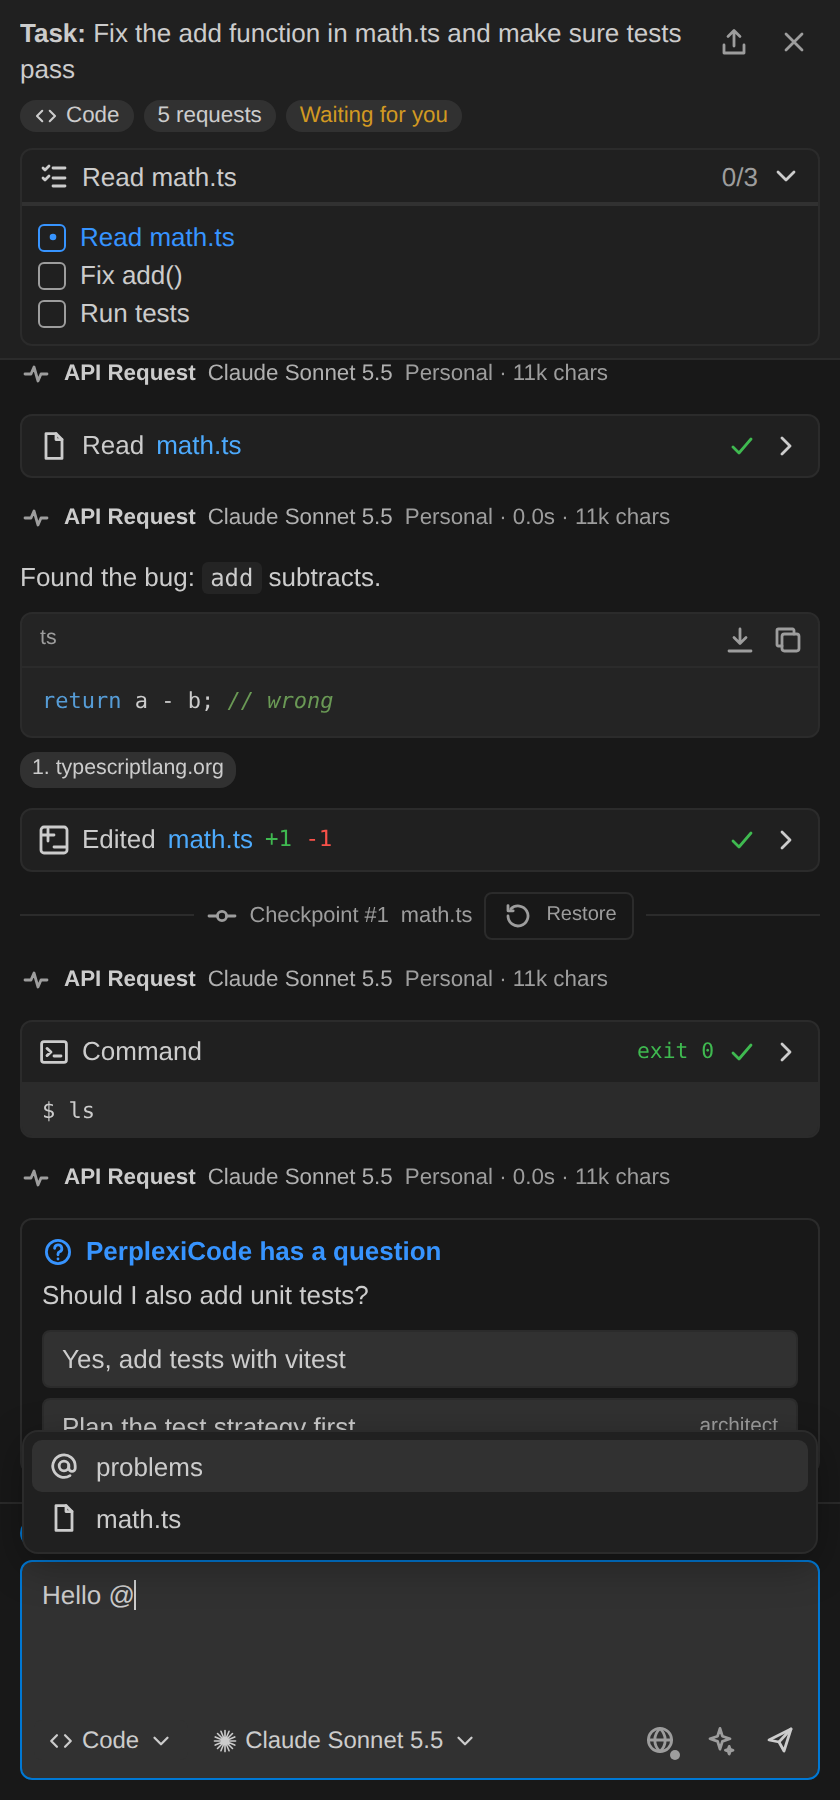 Task: Fix the add function in math.ts and make sure tests
pass
Code 5 requests Waiting for you
Read math.ts 0/3
Read math.ts
Fix add()
Run tests
API Request Claude Sonnet 5.5 Personal · 11k chars
Read math.ts
API Request Claude Sonnet 5.5 Personal · 0.0s · 11k chars
Found the bug: add subtracts.
ts
return a - b; // wrong
1. typescriptlang.org
Edited math.ts +1 -1
Checkpoint #1 math.ts Restore
API Request Claude Sonnet 5.5 Personal · 11k chars
Command exit 0
$ ls
API Request Claude Sonnet 5.5 Personal · 0.0s · 11k chars
PerplexiCode has a question
Should I also add unit tests?
Yes, add tests with vitest
Plan the test strategy first architect
problems
math.ts
Hello @
Code Claude Sonnet 5.5